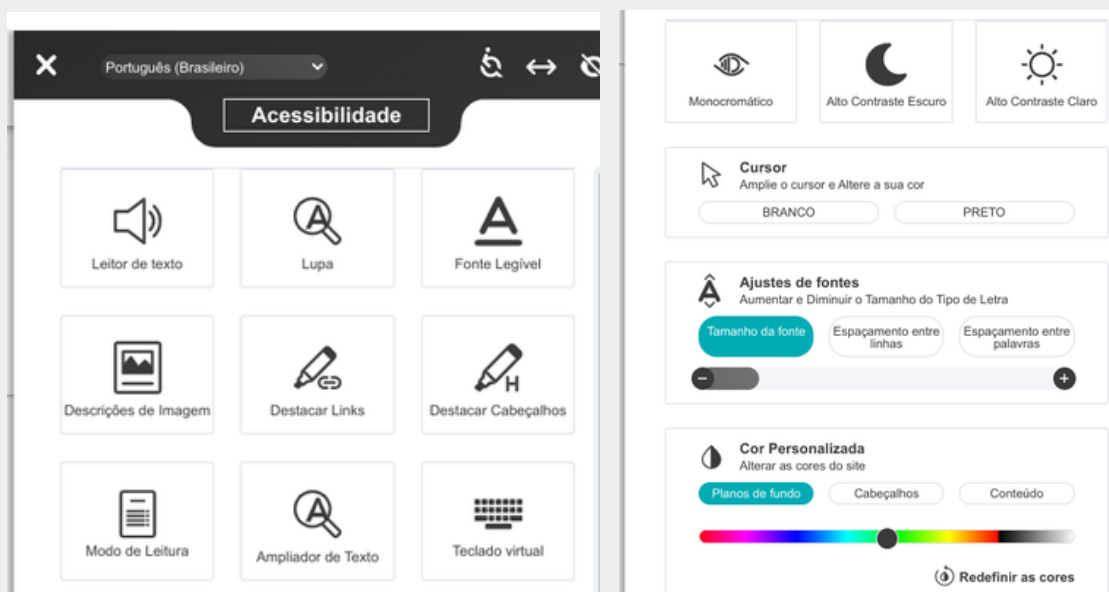 Português (Brasileiro)
Acessibilidade
Leitor de texto
Lupa
Fonte Legível
Descrições de Imagem
Destacar Links
Destacar Cabeçalhos
Modo de Leitura
Ampliador de Texto
Teclado virtual
Monocromático
Alto Contraste Escuro
Alto Contraste Claro
Cursor
Amplie o cursor e Altere a sua cor
BRANCO
PRETO
Ajustes de fontes
Aumentar e Diminuir o Tamanho do Tipo de Letra
Tamanho da fonte
Espaçamento entre
linhas
Espaçamento entre
palavras
Cor Personalizada
Alterar as cores do site
Planos de fundo
Cabeçalhos
Conteúdo
Redefinir as cores